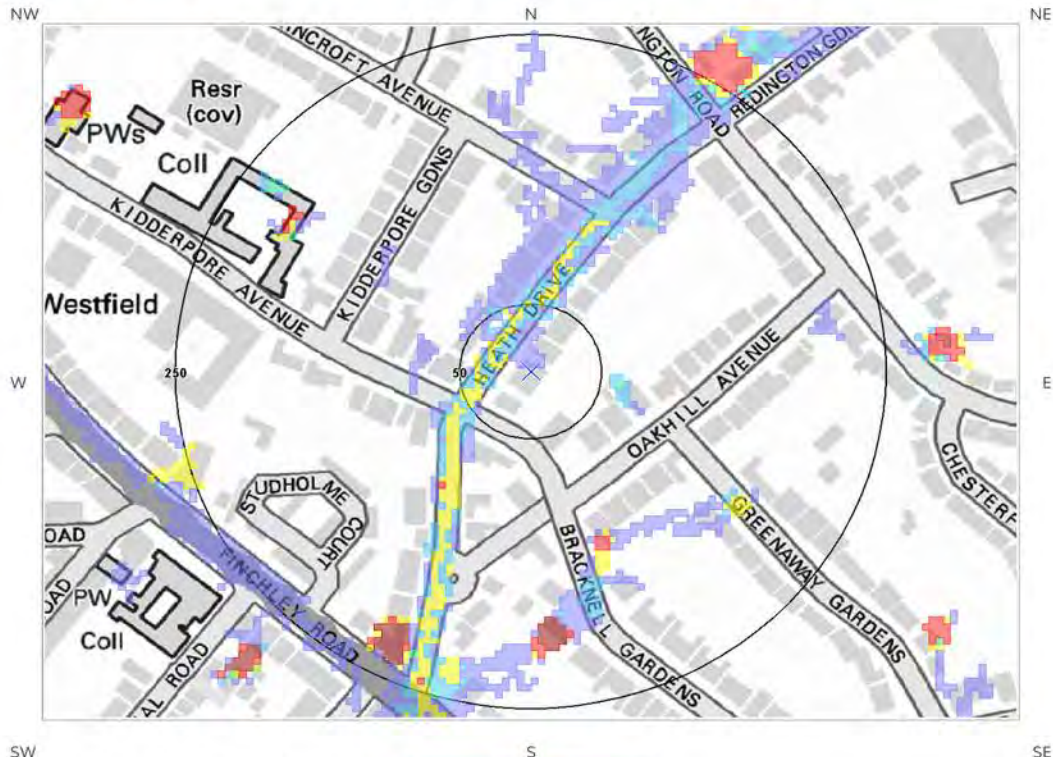 NW N NE
NCROFT AVENUE
NGTON ROAD
REDINGTON GDN
Resr
(cov)
PWs
Coll
KIDDERPORE GDNS
KIDDERPORE AVENUE
Westfield
HEATH DRIVE
W 250 50 E
OAKHILL AVENUE
STUDHOLME
COURT
CHESTERF
GREENAWAY GARDENS
BRACKNELL GARDENS
OAD
OAD
PW
Coll
FINCHLEY ROAD
AL ROAD
SW S SE